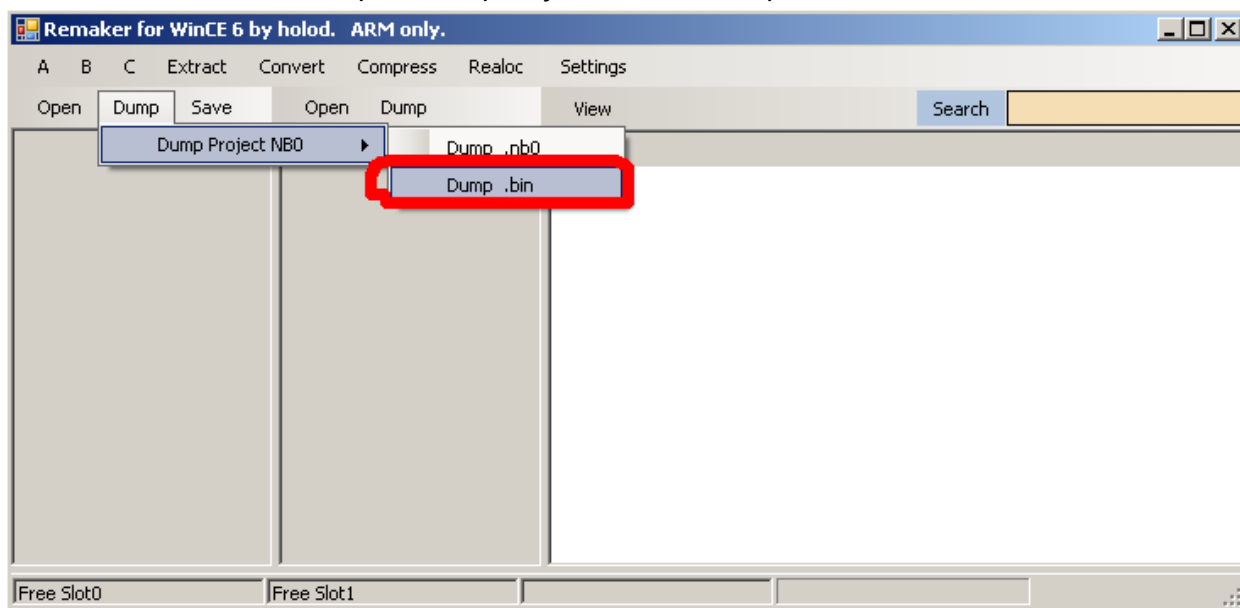 Remaker for WinCE 6 by holod. ARM only.
A B C Extract Convert Compress Realoc Settings
Open Dump Save Open Dump View Search
Dump Project NB0 Dump .nb0
Dump .bin
Free Slot0 Free Slot1